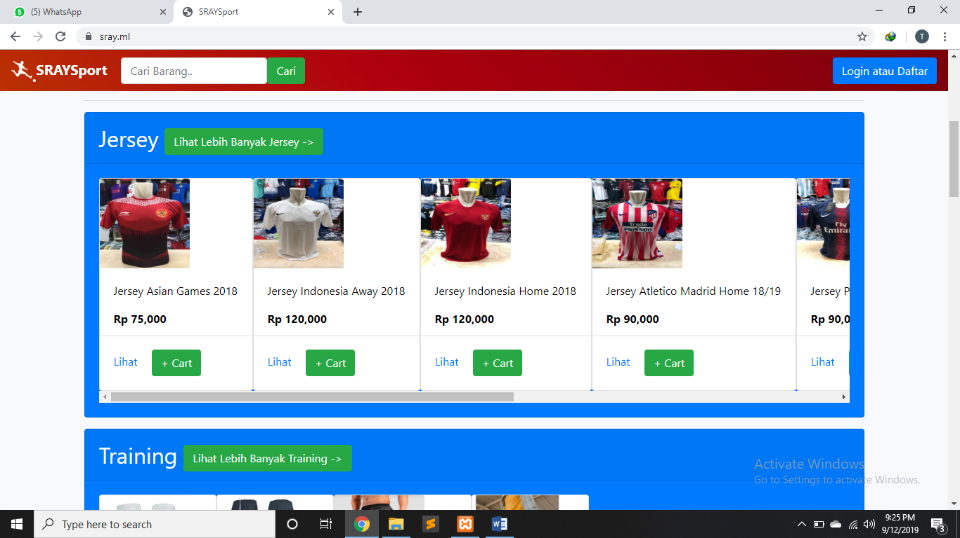 (5) WhatsApp
SRAYSport
sray.ml
T
SRAYSport
Cari Barang..
Cari
Login atau Daftar
Jersey
Lihat Lebih Banyak Jersey ->
Jersey Asian Games 2018
Jersey Indonesia Away 2018
Jersey Indonesia Home 2018
Jersey Atletico Madrid Home 18/19
Jersey P
Rp 75,000
Rp 120,000
Rp 120,000
Rp 90,000
Rp 90,0
Lihat
+ Cart
Lihat
+ Cart
Lihat
+ Cart
Lihat
+ Cart
Lihat
Training
Lihat Lebih Banyak Training ->
Activate Windows
Go to Settings to activate Windows.
Type here to search
9:25 PM
9/12/2019
3